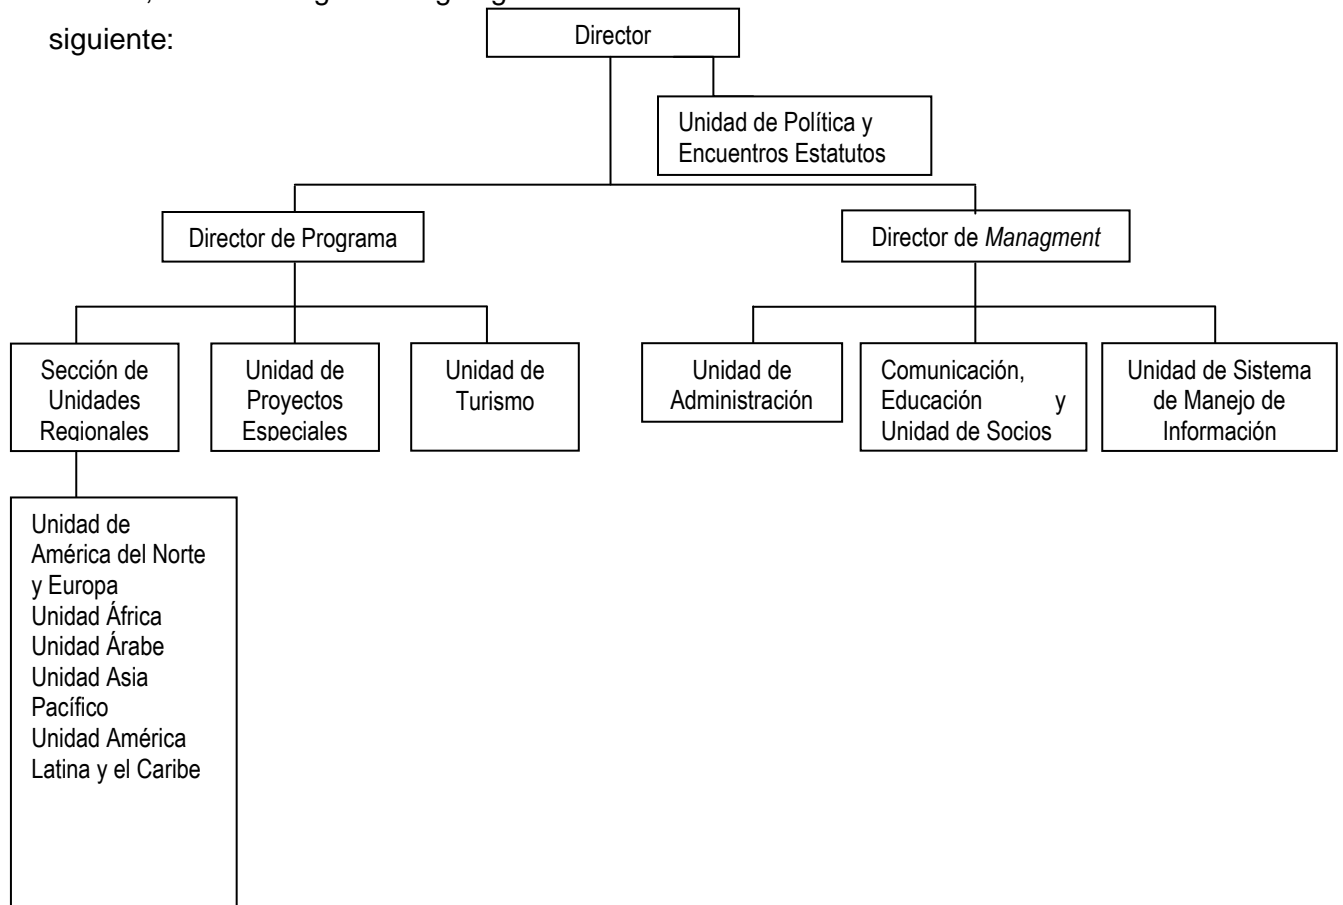 siguiente:
Director
Unidad de Política y
Encuentros Estatutos
Director de Programa
Director de Managment
Sección de
Unidades
Regionales
Unidad de
Proyectos
Especiales
Unidad de
Turismo
Unidad de
Administración
Comunicación,
Educación y
Unidad de Socios
Unidad de Sistema
de Manejo de
Información
Unidad de
América del Norte
y Europa
Unidad África
Unidad Árabe
Unidad Asia
Pacífico
Unidad América
Latina y el Caribe